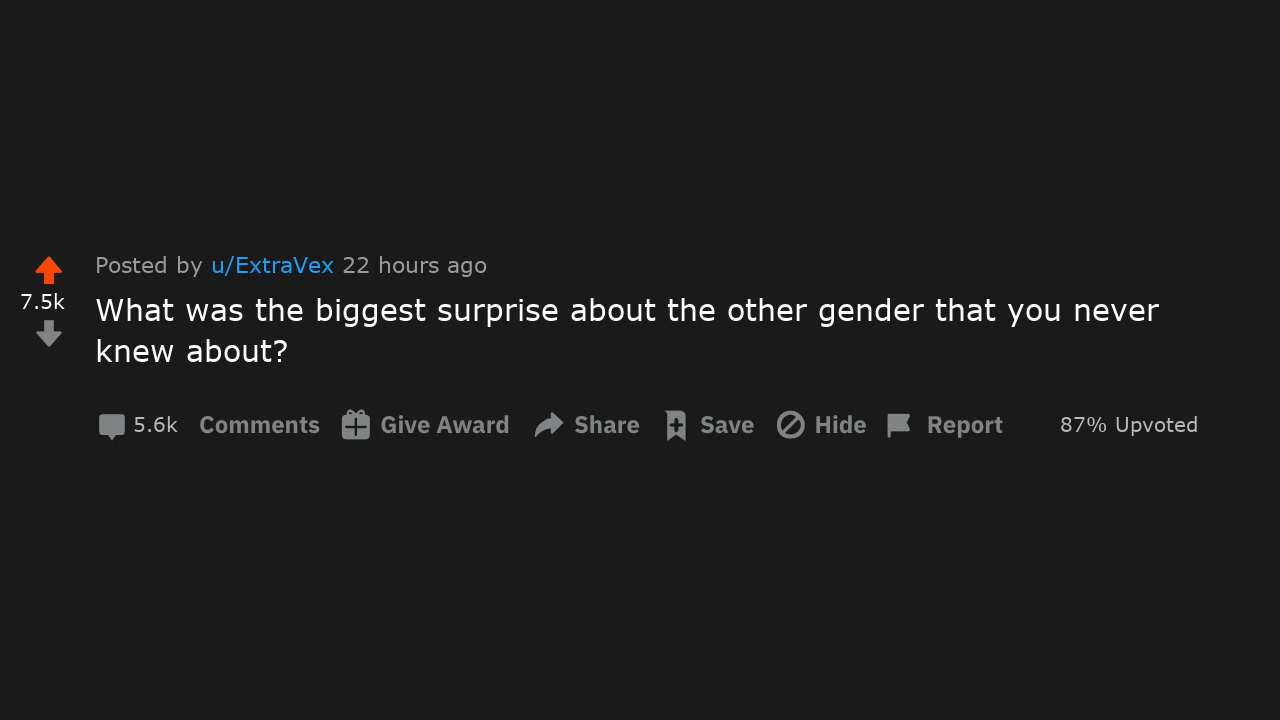 Posted by u/ExtraVex 22 hours ago
7.5k
What was the biggest surprise about the other gender that you never
knew about?
5.6k Comments Give Award Share Save Hide Report 87% Upvoted